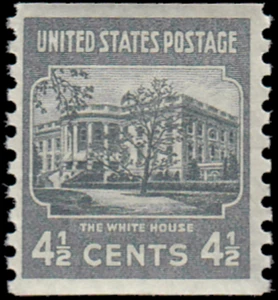 UNITED STATES POSTAGE
THE WHITE HOUSE
4½ CENTS 4½